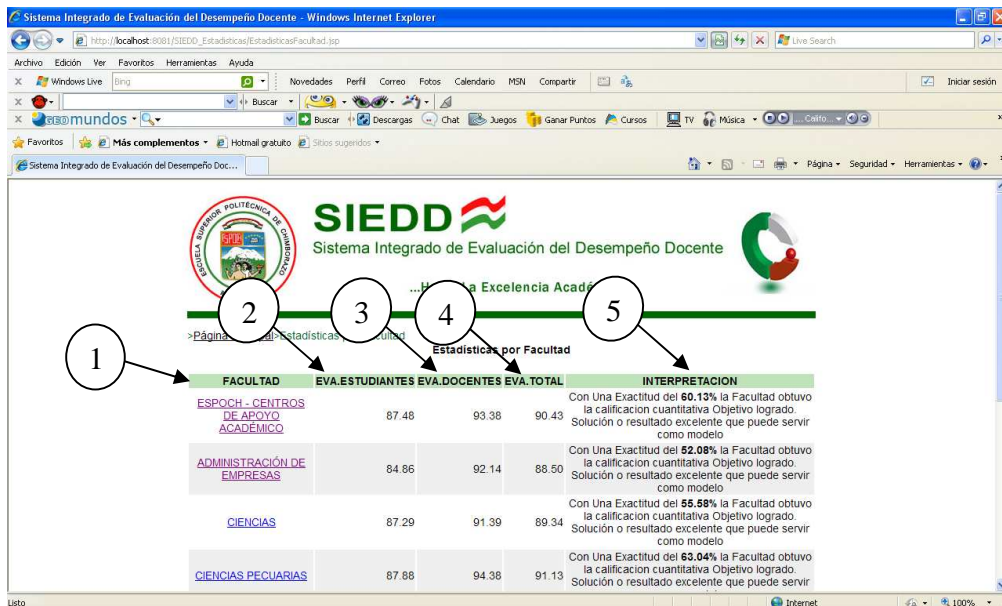 Sistema Integrado de Evaluación del Desempeño Docente - Windows Internet Explorer
http://localhost:8081/SIEDD_Estadisticas/EstadisticasFacultad.jsp
Live Search
Archivo Edición Ver Favoritos Herramientas Ayuda
Windows Live Bing Novedades Perfil Correo Fotos Calendario MSN Compartir Iniciar sesión
Buscar
GEOmundos Buscar Descargas Chat Juegos Ganar Puntos Cursos TV Música
Favoritos Más complementos Hotmail gratuito Sitios sugeridos
Sistema Integrado de Evaluación del Desempeño Doc... Página Seguridad Herramientas
ESCUELA SUPERIOR POLITÉCNICA DE CHIMBORAZO
SIEDD
Sistema Integrado de Evaluación del Desempeño Docente
a Excelencia
2 3 4 5
>Página >Estadísticas
1
Estadísticas por Facultad
FACULTAD EVA.ESTUDIANTES EVA.DOCENTES EVA.TOTAL INTERPRETACION
ESPOCH - CENTROS
DE APOYO
ACADÉMICO
87.48 93.38 90.43
Con Una Exactitud del 60.13% la Facultad obtuvo
la calificacion cuantitativa Objetivo logrado.
Solución o resultado excelente que puede servir
como modelo
ADMINISTRACIÓN DE
EMPRESAS
84.86 92.14 88.50
Con Una Exactitud del 52.08% la Facultad obtuvo
la calificacion cuantitativa Objetivo logrado.
Solución o resultado excelente que puede servir
como modelo
CIENCIAS
87.29 91.39 89.34
Con Una Exactitud del 55.58% la Facultad obtuvo
la calificacion cuantitativa Objetivo logrado.
Solución o resultado excelente que puede servir
como modelo
CIENCIAS PECUARIAS
87.88 94.38 91.13
Con Una Exactitud del 63.04% la Facultad obtuvo
la calificacion cuantitativa Objetivo logrado.
Solución o resultado excelente que puede servir
Listo Internet 100%